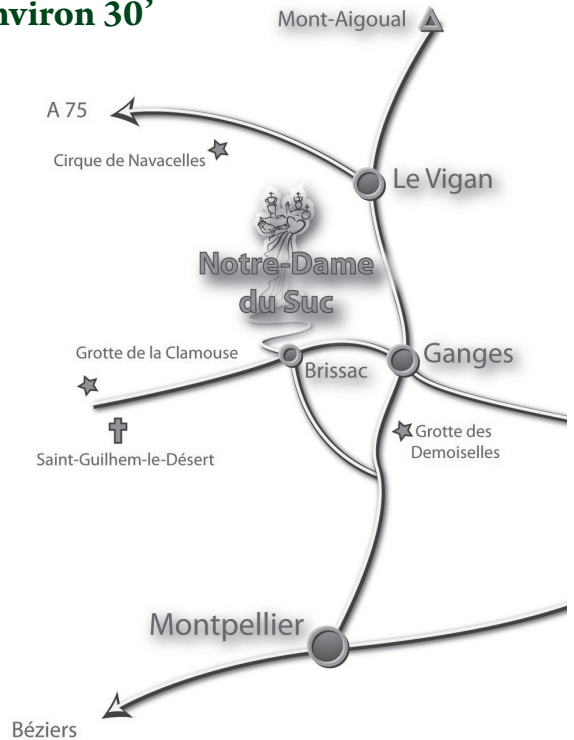 nviron 30’
Mont-Aigoual
A 75
Cirque de Navacelles
Le Vigan
Notre-Dame
du Suc
Grotte de la Clamouse
Ganges
Brissac
Grotte des
Demoiselles
Saint-Guilhem-le-Désert
Montpellier
Béziers